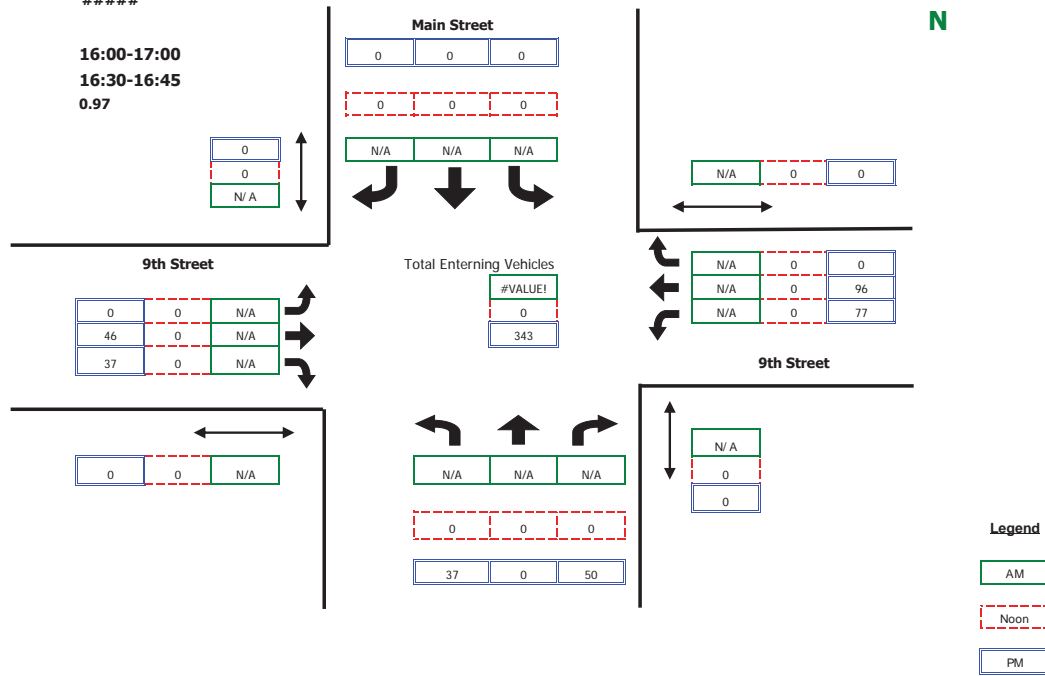 #####
Main Street
N
0 0 0
16:00-17:00
16:30-16:45
0.97
0 0 0
N/A N/A N/A
0
0
N/ A
N/A 0 0
9th Street
Total Enterning Vehicles
#VALUE!
0
343
N/A 0 0
N/A 0 96
N/A 0 77
0 0 N/A
46 0 N/A
37 0 N/A
9th Street
0 0 N/A
N/A N/A N/A
0 0 0
37 0 50
N/ A
0
0
Legend
AM
Noon
PM